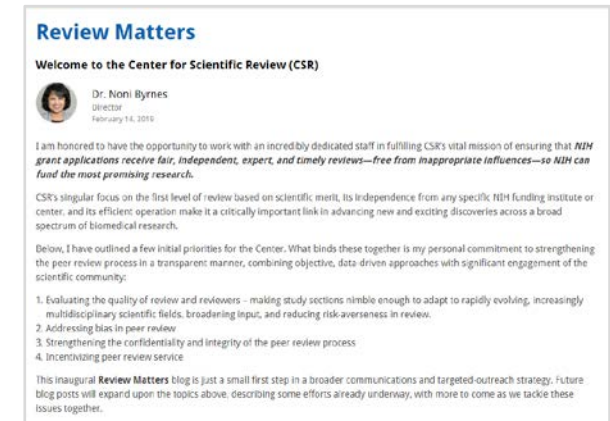 Review Matters
Welcome to the Center for Scientific Review (CSR)
Dr. Noni Byrnes
Director
February 14, 2019
I am honored to have the opportunity to work with an incredibly dedicated staff in fulfilling CSR's vital mission of ensuring that NIH
grant applications receive fair, independent, expert, and timely reviews—free from inappropriate influences—so NIH can
fund the most promising research.
CSR's singular focus on the first level of review based on scientific merit, its independence from any specific NIH funding institute or
center, and its efficient operation make it a critically important link in advancing new and exciting discoveries across a broad
spectrum of biomedical research.
Below, I have outlined a few initial priorities for the Center. What binds these together is my personal commitment to strengthening
the peer review process in a transparent manner, combining objective, data-driven approaches with significant engagement of the
scientific community:
1. Evaluating the quality of review and reviewers – making study sections nimble enough to adapt to rapidly evolving, increasingly
multidisciplinary scientific fields, broadening input, and reducing risk-averseness in review.
2. Addressing bias in peer review
3. Strengthening the confidentiality and integrity of the peer review process
4. Incentivizing peer review service
This inaugural Review Matters blog is just a small first step in a broader communications and targeted-outreach strategy. Future
blog posts will expand upon the topics above, describing some efforts already underway, with more to come as we tackle these
issues together.